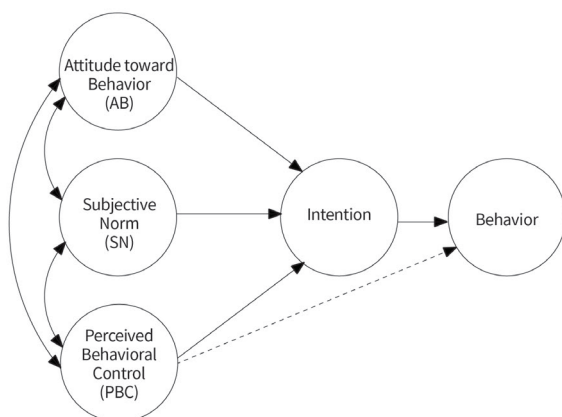 Attitude toward
Behavior
(AB)
Subjective
Norm
(SN)
Perceived
Behavioral
Control
(PBC)
Intention
Behavior